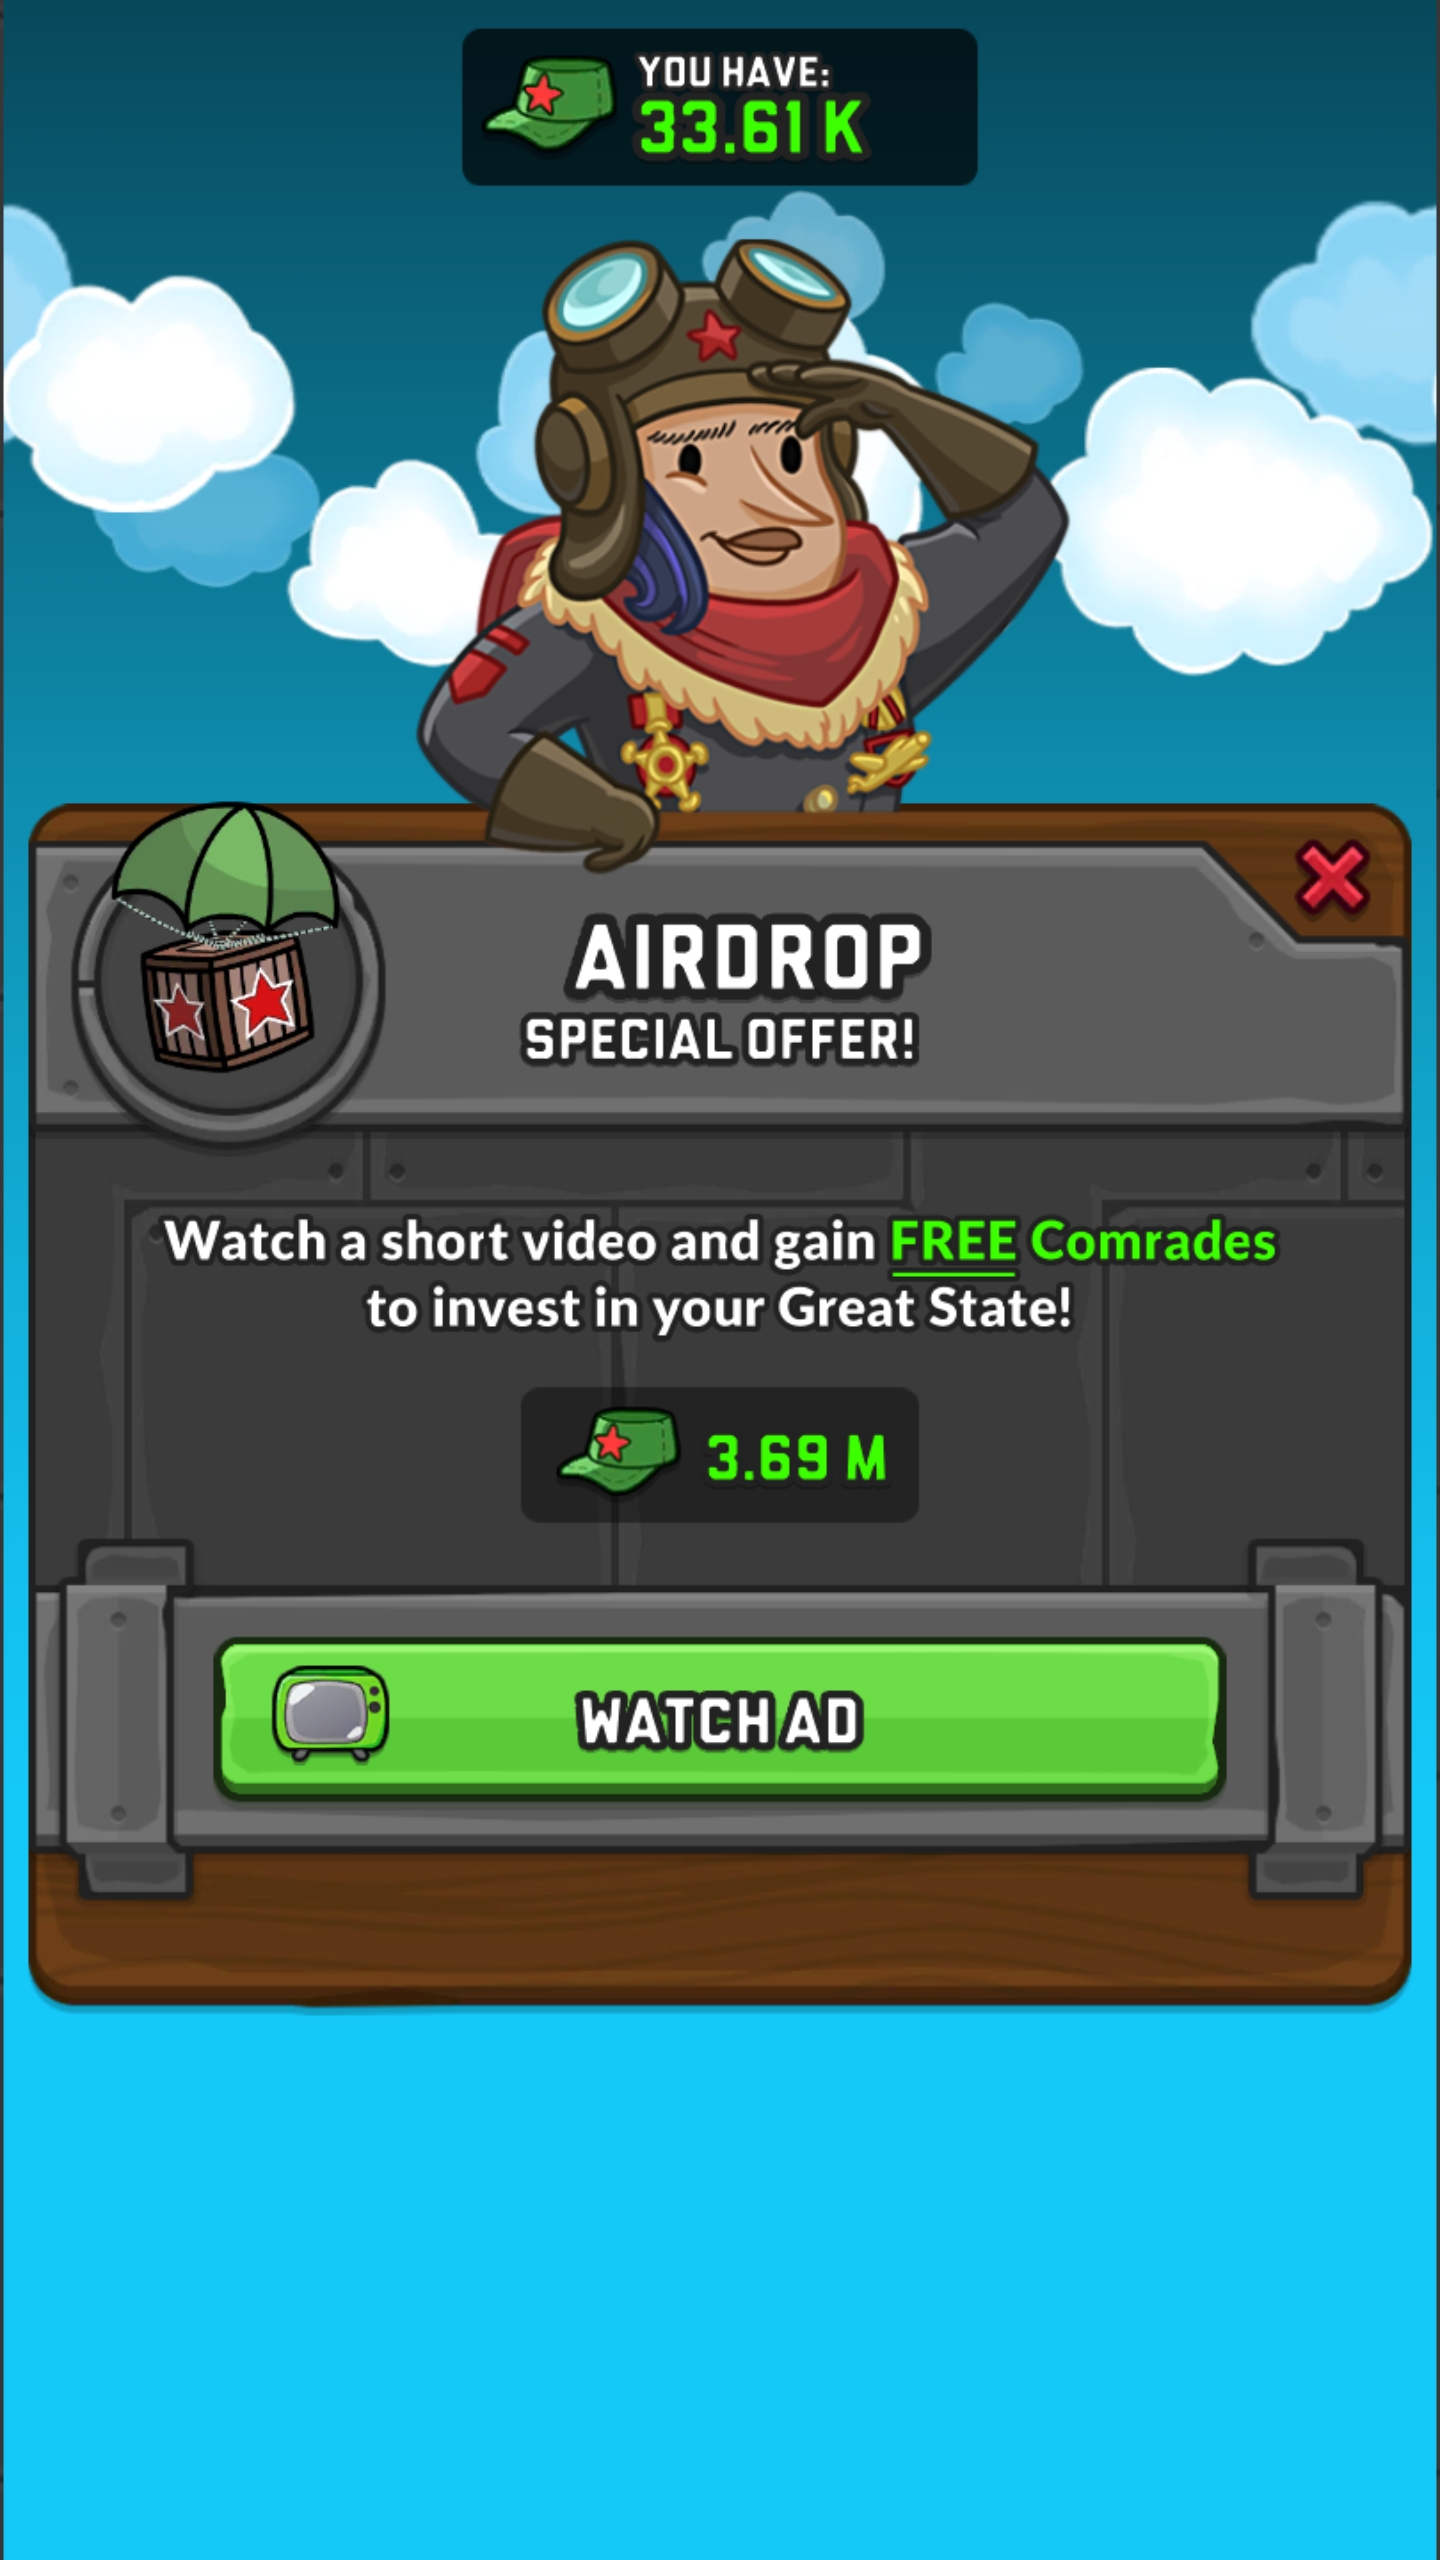 YOU HAVE:
33.61 K
AIRDROP
SPECIAL OFFER!
Watch a short video and gain FREE Comrades
to invest in your Great State!
3.69 M
WATCH AD